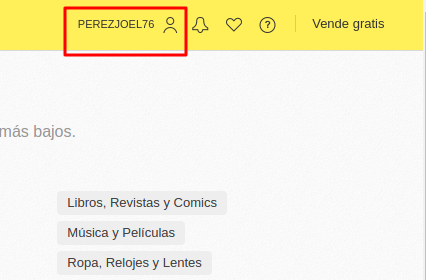 PEREZJOEL76 ? Vende gratis
más bajos.
Libros, Revistas y Comics
Música y Películas
Ropa, Relojes y Lentes